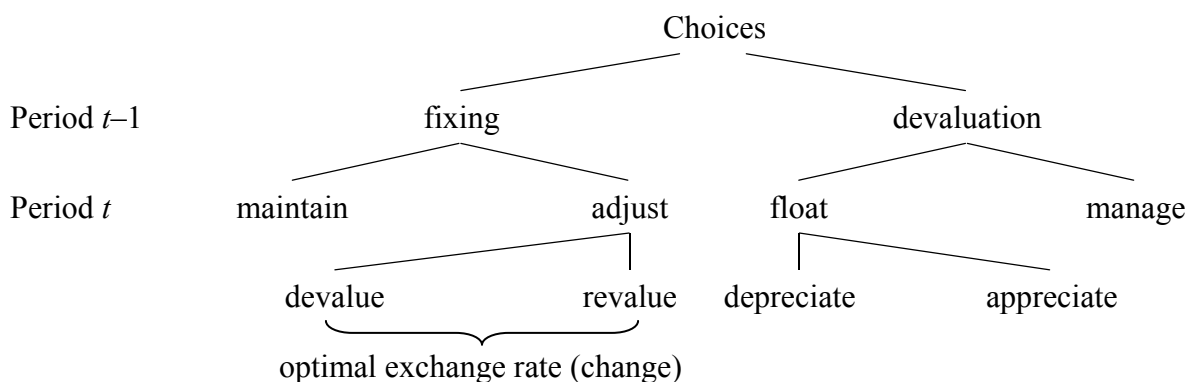 Choices
Period t–1 fixing devaluation
Period t maintain adjust float manage
devalue revalue depreciate appreciate
optimal exchange rate (change)